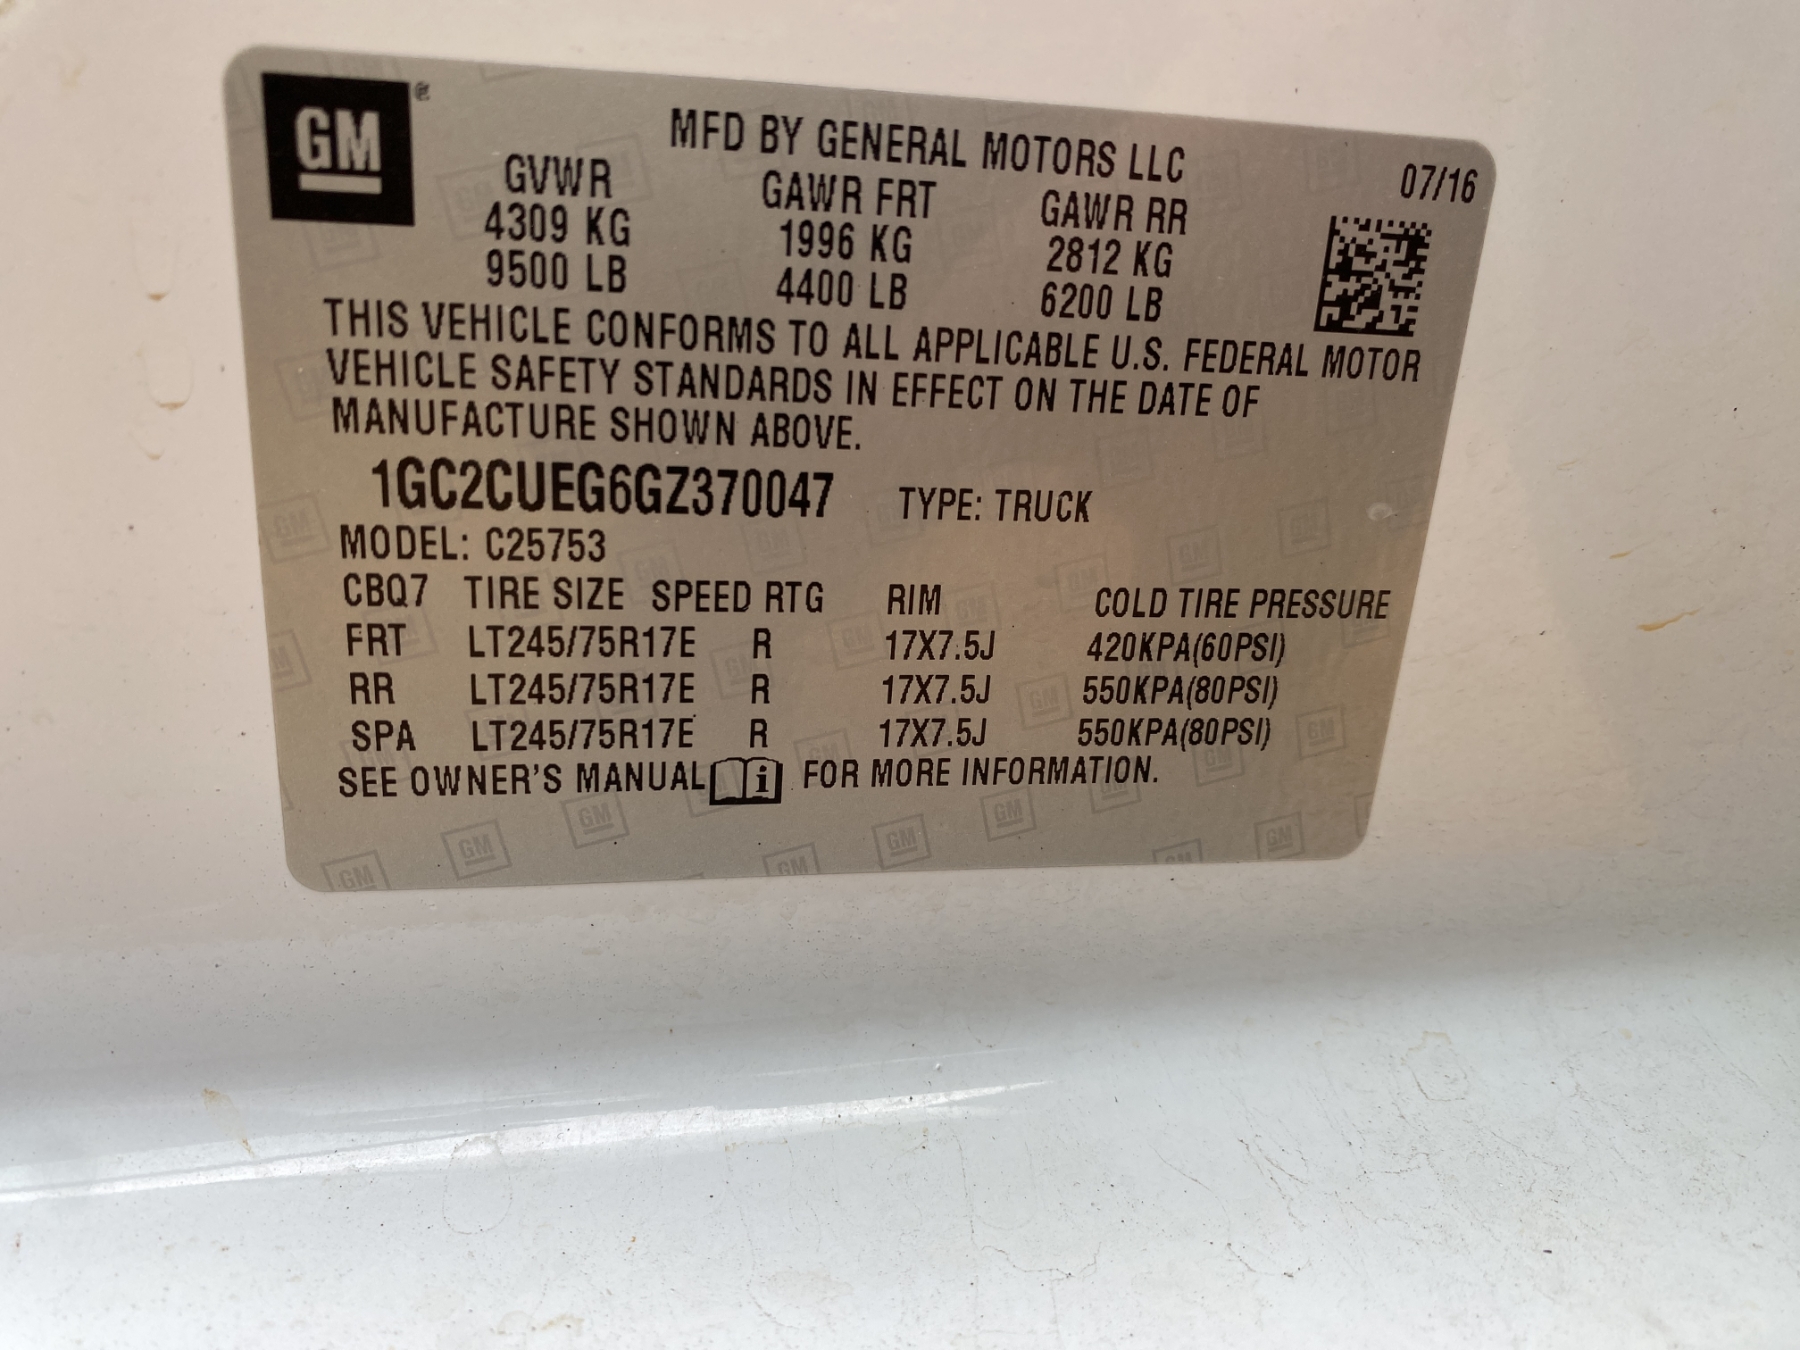 GM®
MFD BY GENERAL MOTORS LLC
07/16
GVWR GAWR FRT GAWR RR
4309 KG 1996 KG 2812 KG
9500 LB 4400 LB 6200 LB
THIS VEHICLE CONFORMS TO ALL APPLICABLE U.S. FEDERAL MOTOR
VEHICLE SAFETY STANDARDS IN EFFECT ON THE DATE OF
MANUFACTURE SHOWN ABOVE.
1GC2CUEG6GZ370047 TYPE: TRUCK
MODEL: C25753
CBQ7 TIRE SIZE SPEED RTG RIM COLD TIRE PRESSURE
FRT LT245/75R17E R 17X7.5J 420KPA(60PSI)
RR LT245/75R17E R 17X7.5J 550KPA(80PSI)
SPA LT245/75R17E R 17X7.5J 550KPA(80PSI)
SEE OWNER'S MANUAL i FOR MORE INFORMATION.